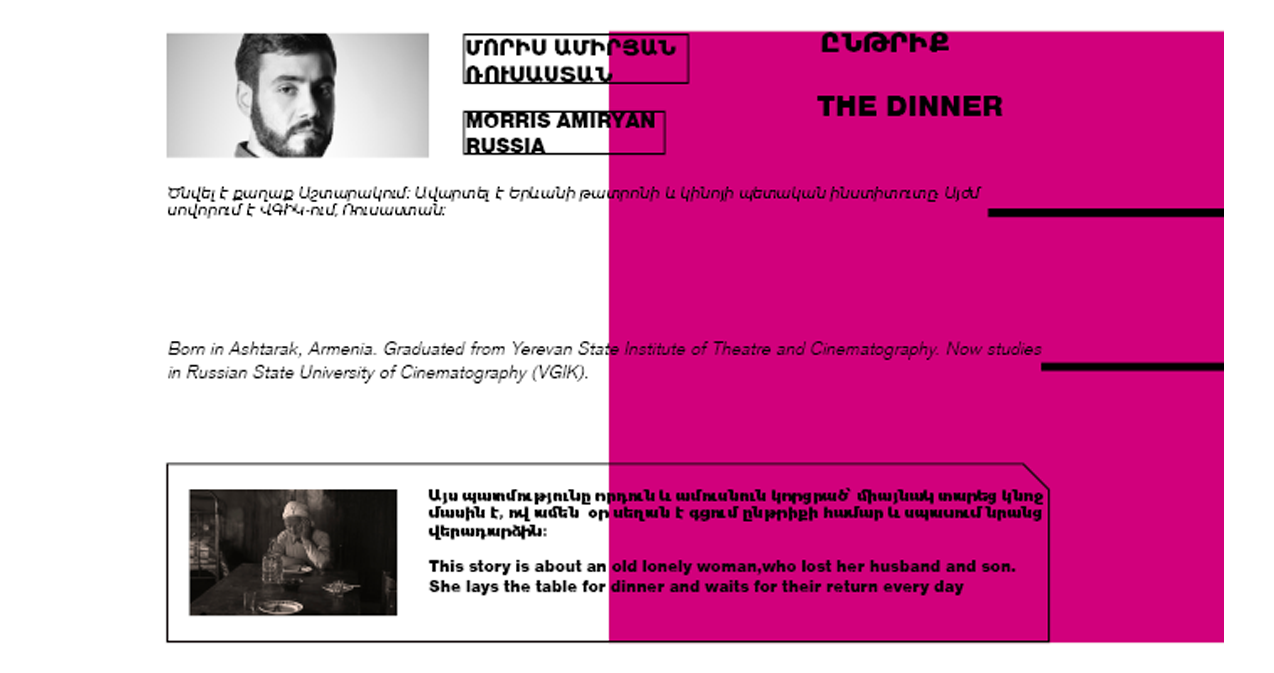 ՄՈՐԻՍ ԱՄԻՐՅԱՆ
ՌՈՒՍԱՍՏԱՆ
MORRIS AMIRYAN
RUSSIA
ԸՆԹՐԻՔ
THE DINNER
Ծնվել է քաղաք Աշտարակում: Ավարտել է Երևանի թատրոնի և կինոյի պետական ինստիտուտը: Այժմ
սովորում է ՎԳԻԿ-ում, Ռուսաստան:
Born in Ashtarak, Armenia. Graduated from Yerevan State Institute of Theatre and Cinematography. Now studies
in Russian State University of Cinematography (VGIK).
Այս պատմությունը որդուն և ամուսնուն կորցրած՝ միայնակ տարեց կնոջ
մասին է, ով ամեն օր սեղան է գցում ընթրիքի համար և սպասում նրանց
վերադարձին:
This story is about an old lonely woman,who lost her husband and son.
She lays the table for dinner and waits for their return every day